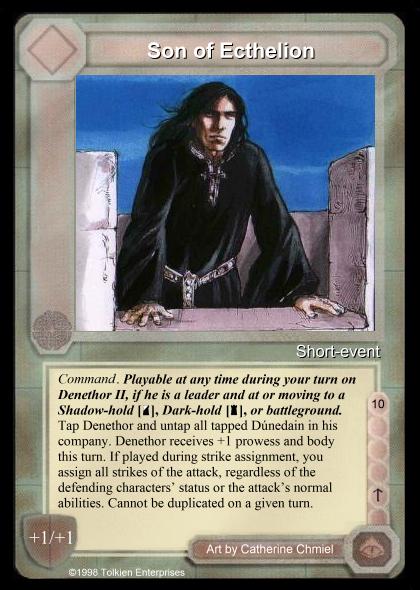 Son of Ecthelion
Short-event
Command. Playable at any time during your turn on
Denethor II, if he is a leader and at or moving to a
Shadow-hold [], Dark-hold [], or battleground.
Tap Denethor and untap all tapped Dúnedain in his
company. Denethor receives +1 prowess and body
this turn. If played during strike assignment, you
assign all strikes of the attack, regardless of the
defending characters' status or the attack's normal
abilities. Cannot be duplicated on a given turn.
10
+1/+1
Art by Catherine Chmiel
©1998 Tolkien Enterprises